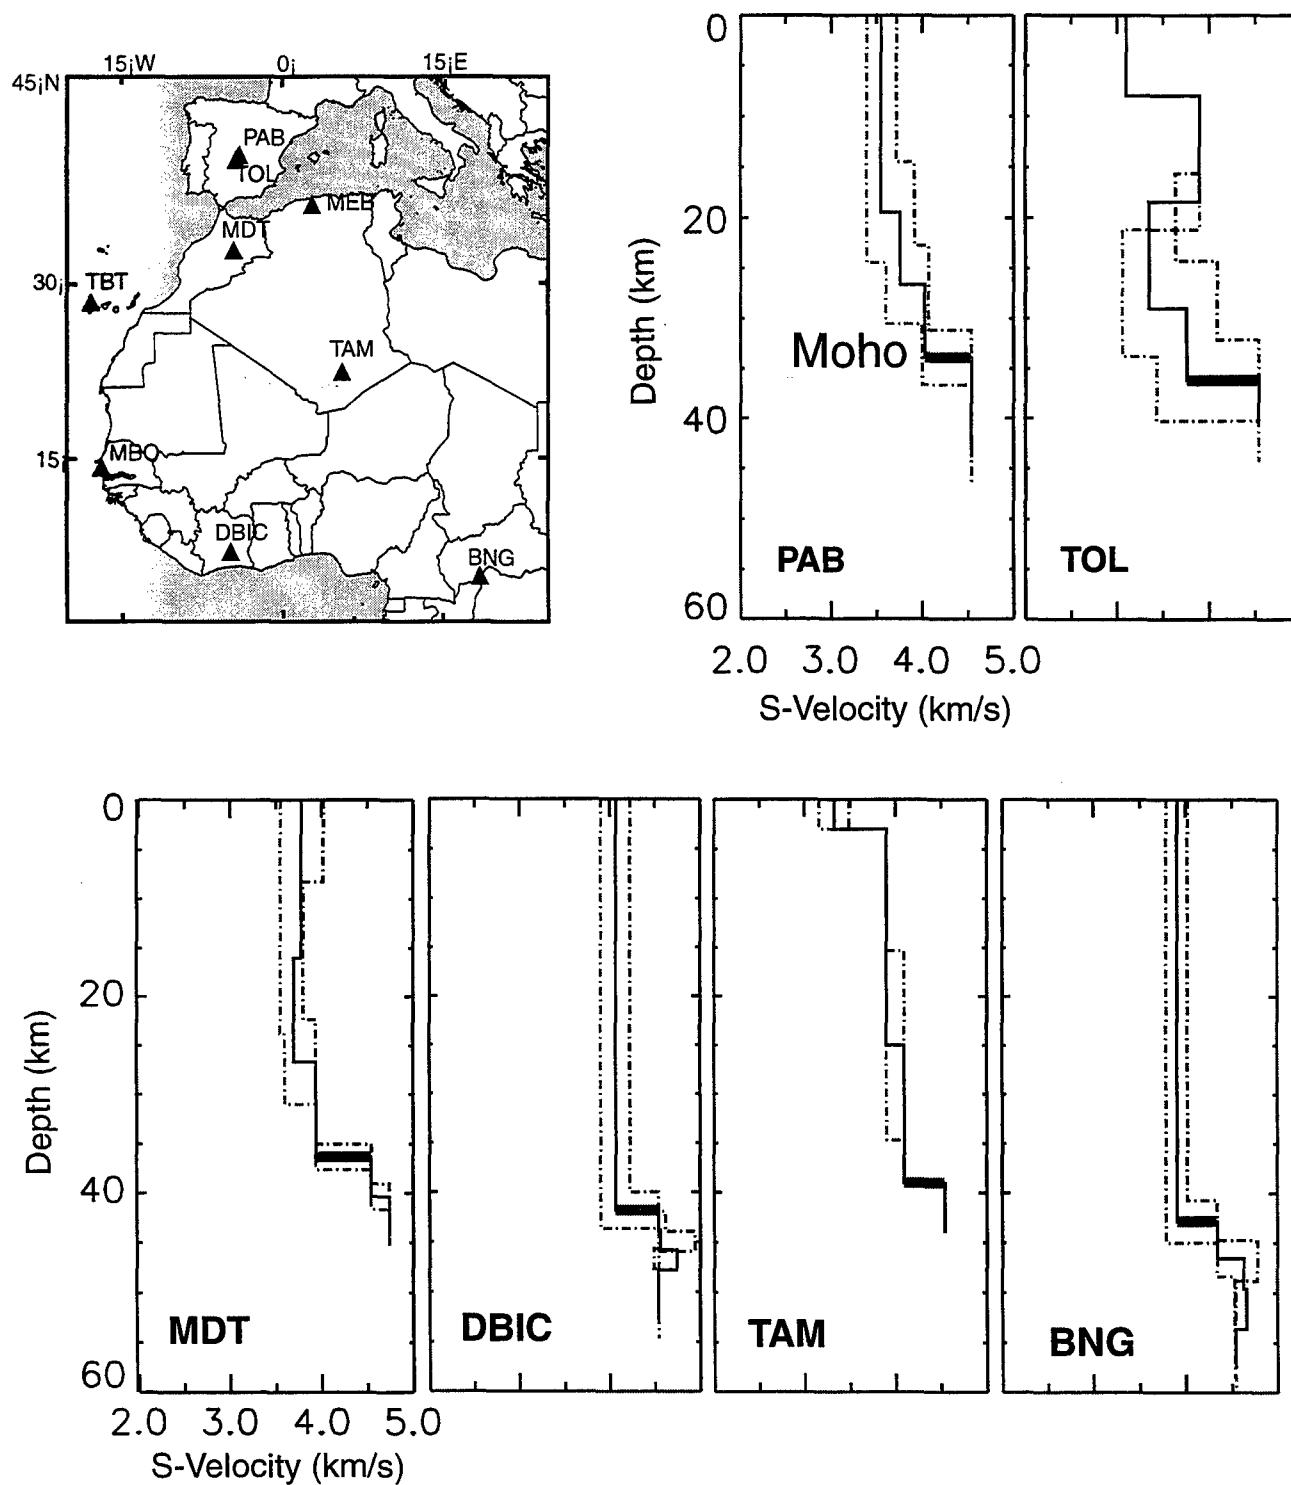 15¡W 0¡ 15¡E
45¡N
PAB
TOL
MEB
MDT
TBT
30¡
TAM
MBO
15¡
DBIC
BNG
0
20
40
60
Depth (km)
Moho
PAB
TOL
2.0 3.0 4.0 5.0
S-Velocity (km/s)
0
20
40
60
Depth (km)
MDT
DBIC
TAM
BNG
2.0 3.0 4.0 5.0
S-Velocity (km/s)